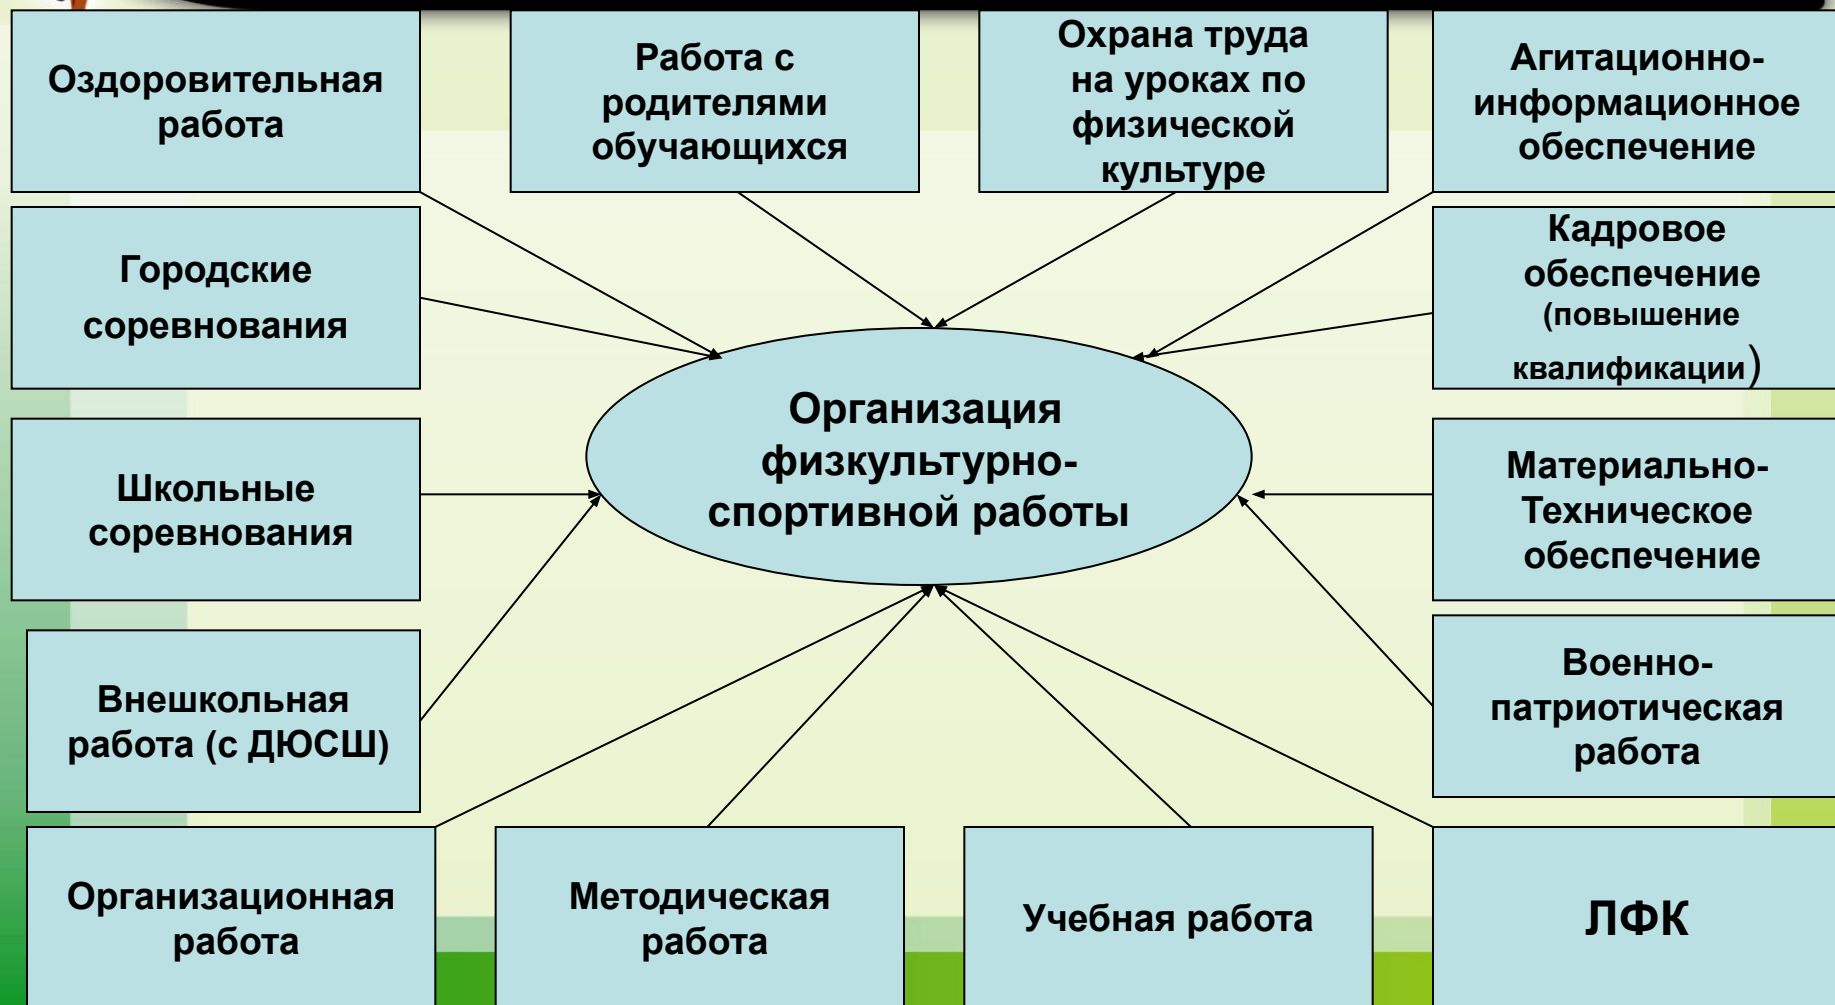 Оздоровительная
работа
Работа с
родителями
обучающихся
Охрана труда
на уроках по
физической
культуре
Агитационно-
информационное
обеспечение
Городские
соревнования
Кадровое
обеспечение
(повышение
квалификации)
Организация
физкультурно-
спортивной работы
Школьные
соревнования
Материально-
Техническое
обеспечение
Внешкольная
работа (с ДЮСШ)
Военно-
патриотическая
работа
Организационная
работа
Методическая
работа
Учебная работа
ЛФК